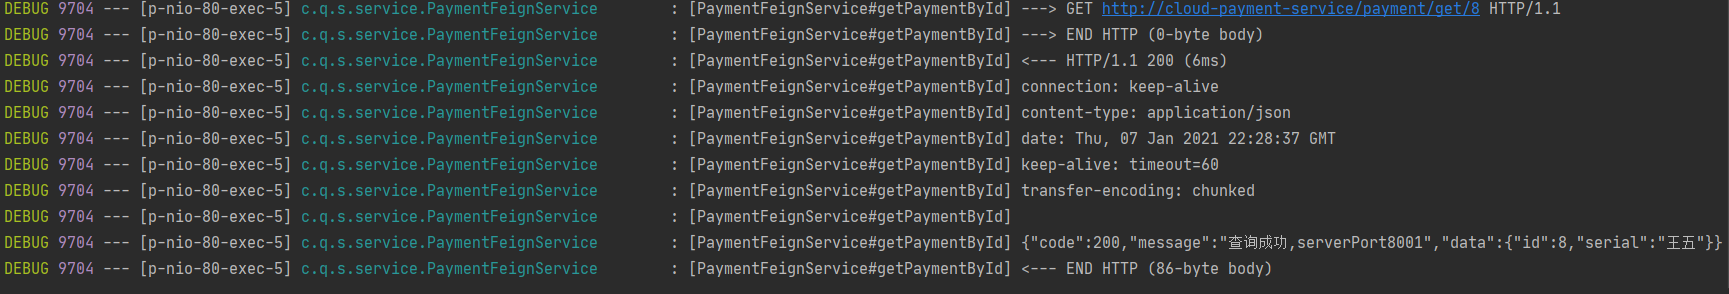 DEBUG 9704 --- [p-nio-80-exec-5] c.q.s.service.PaymentFeignService : [PaymentFeignService#getPaymentById] ---> GET http://cloud-payment-service/payment/get/8 HTTP/1.1
DEBUG 9704 --- [p-nio-80-exec-5] c.q.s.service.PaymentFeignService : [PaymentFeignService#getPaymentById] ---> END HTTP (0-byte body)
DEBUG 9704 --- [p-nio-80-exec-5] c.q.s.service.PaymentFeignService : [PaymentFeignService#getPaymentById] <--- HTTP/1.1 200 (6ms)
DEBUG 9704 --- [p-nio-80-exec-5] c.q.s.service.PaymentFeignService : [PaymentFeignService#getPaymentById] connection: keep-alive
DEBUG 9704 --- [p-nio-80-exec-5] c.q.s.service.PaymentFeignService : [PaymentFeignService#getPaymentById] content-type: application/json
DEBUG 9704 --- [p-nio-80-exec-5] c.q.s.service.PaymentFeignService : [PaymentFeignService#getPaymentById] date: Thu, 07 Jan 2021 22:28:37 GMT
DEBUG 9704 --- [p-nio-80-exec-5] c.q.s.service.PaymentFeignService : [PaymentFeignService#getPaymentById] keep-alive: timeout=60
DEBUG 9704 --- [p-nio-80-exec-5] c.q.s.service.PaymentFeignService : [PaymentFeignService#getPaymentById] transfer-encoding: chunked
DEBUG 9704 --- [p-nio-80-exec-5] c.q.s.service.PaymentFeignService : [PaymentFeignService#getPaymentById]
DEBUG 9704 --- [p-nio-80-exec-5] c.q.s.service.PaymentFeignService : [PaymentFeignService#getPaymentById] {"code":200,"message":"查询成功,serverPort8001","data":{"id":8,"serial":"王五"}}
DEBUG 9704 --- [p-nio-80-exec-5] c.q.s.service.PaymentFeignService : [PaymentFeignService#getPaymentById] <--- END HTTP (86-byte body)